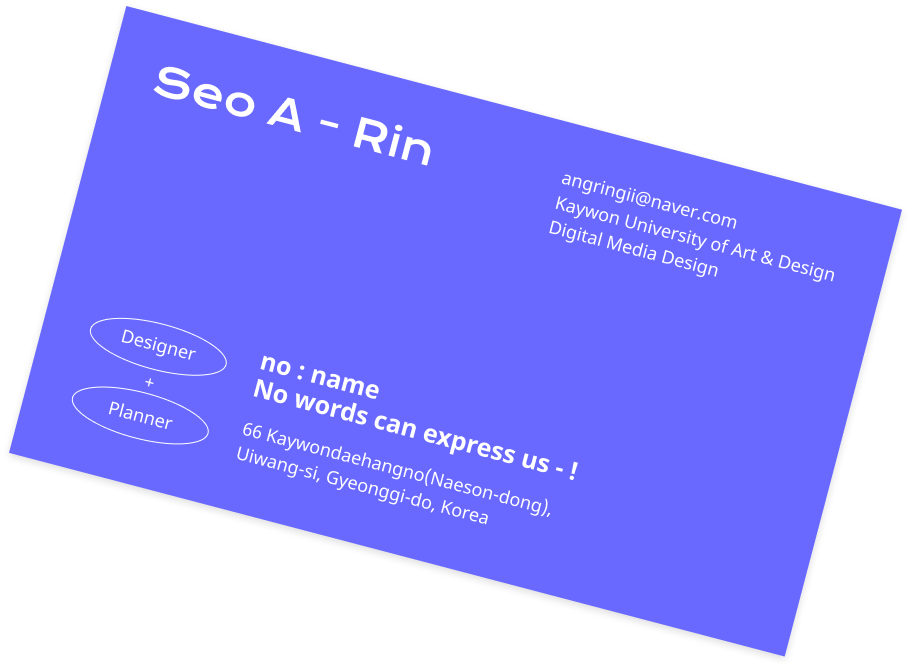 Seo A - Rin
angringii@naver.com
Kaywon University of Art & Design
Digital Media Design
Designer
+
Planner
no : name
No words can express us - !
66 Kaywondaehangno(Naeson-dong),
Uiwang-si, Gyeonggi-do, Korea